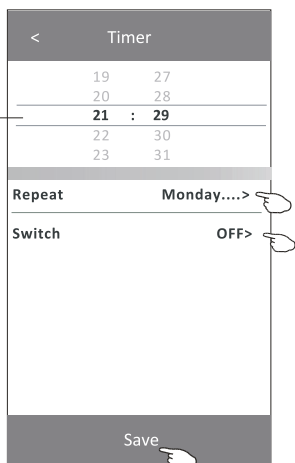 < Timer
19 27
20 28
21 : 29
22 30
23 31
Repeat Monday....>
Switch OFF>
Save